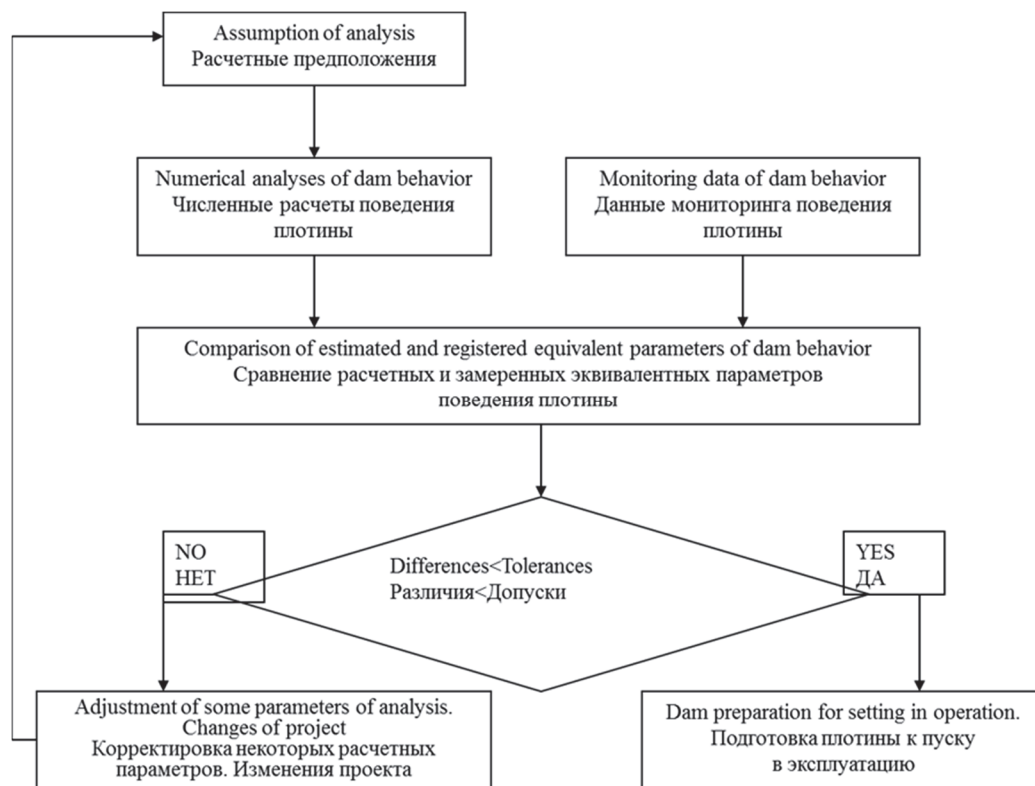 Assumption of analysis
Расчетные предположения
Numerical analyses of dam behavior
Численные расчеты поведения
плотины
Monitoring data of dam behavior
Данные мониторинга поведения
плотины
Comparison of estimated and registered equivalent parameters of dam behavior
Сравнение расчетных и замеренных эквивалентных параметров
поведения плотины
NO
НЕТ
Differences<Tolerances
Различия<Допуски
YES
ДА
Adjustment of some parameters of analysis.
Changes of project
Корректировка некоторых расчетных
параметров. Изменения проекта
Dam preparation for setting in operation.
Подготовка плотины к пуску
в эксплуатацию